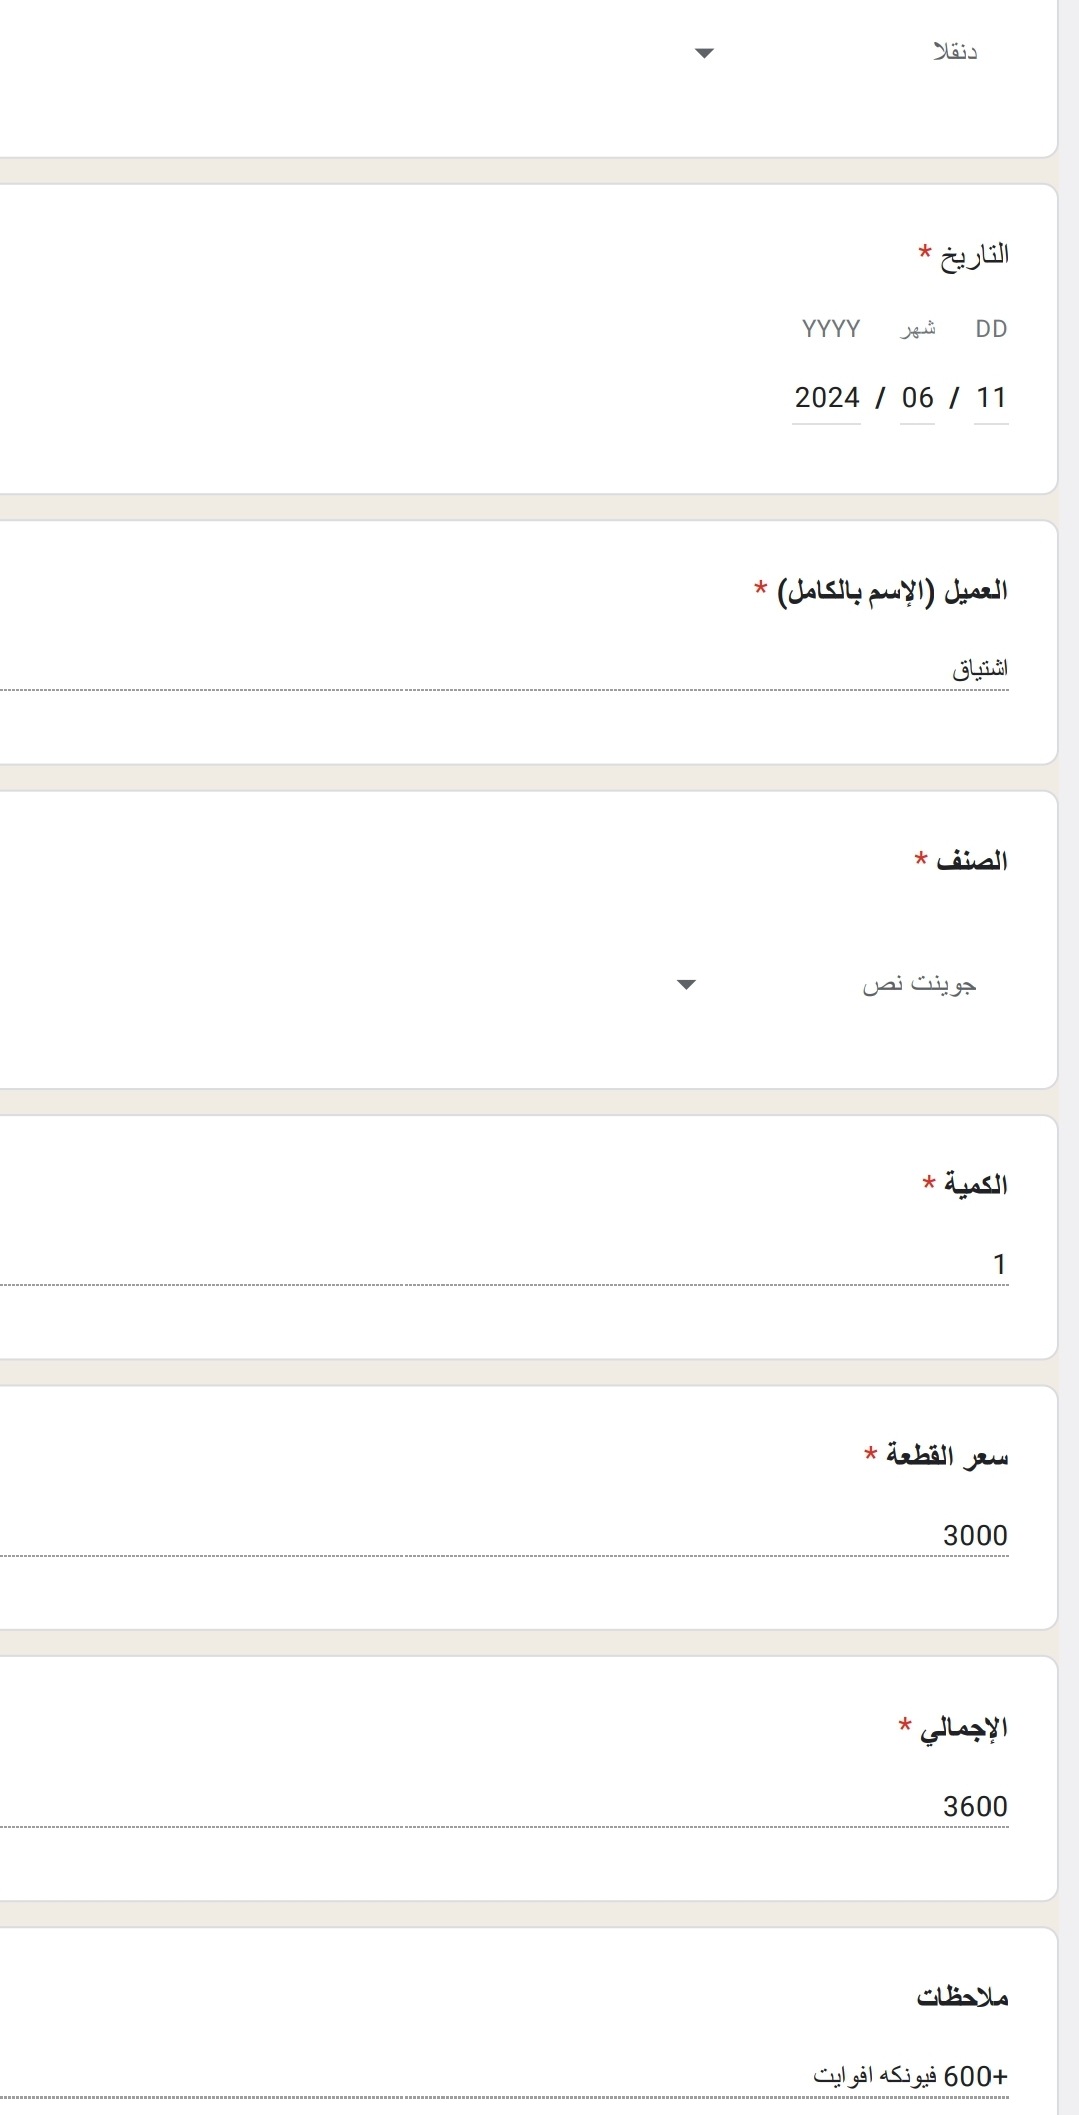 دنقلا
التاريخ *
DD شهر YYYY
11 / 06 / 2024
العميل (الإسم بالكامل) *
اشتياق
الصنف *
جوينت نص
الكمية *
1
سعر القطعة *
3000
الإجمالي *
3600
ملاحظات
+600 فيونكه افوايت